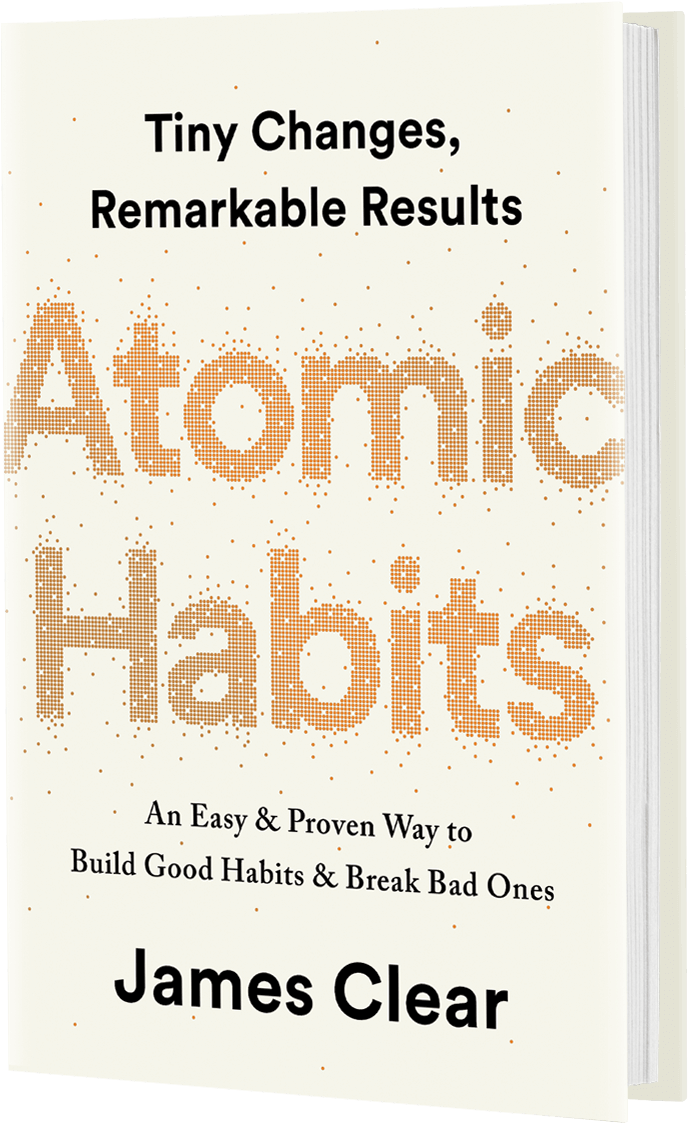 Tiny Changes,
Remarkable Results
Atomic
Habits
An Easy & Proven Way to
Build Good Habits & Break Bad Ones
James Clear